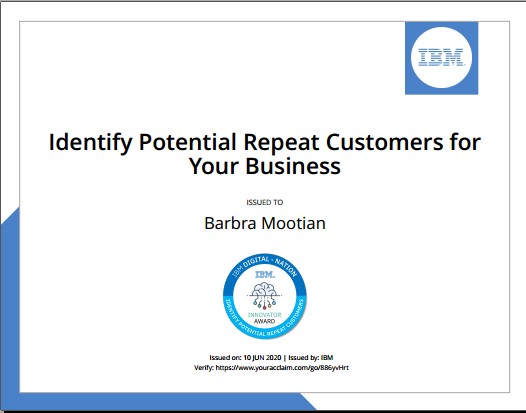 IBM
Identify Potential Repeat Customers for
Your Business
ISSUED TO
Barbra Mootian
IBM DIGITAL - NATION
IBM
INNOVATOR
AWARD
IDENTIFY POTENTIAL REPEAT CUSTOMERS
Issued on: 10 JUN 2020 | Issued by: IBM
Verify: https://www.youracclaim.com/go/886yvHrt